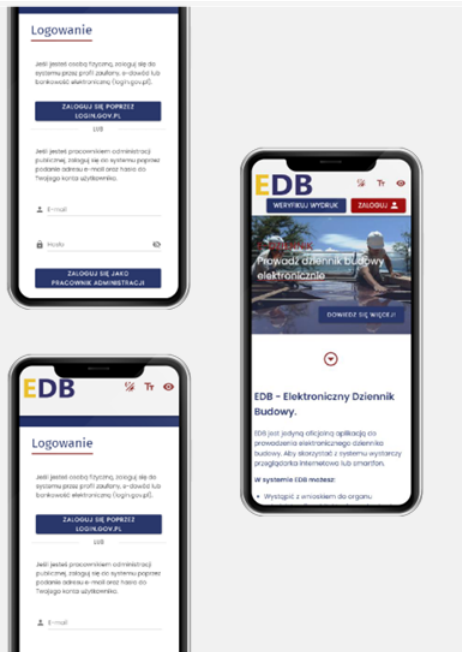 Logowanie
Jeśli jesteś osobą fizyczną, zaloguj się do
systemu przez profil zaufany, e-dowód lub
bankowość elektroniczną (login.gov.pl).
ZALOGUJ SIĘ POPRZEZ
LOGIN.GOV.PL
LUB
Jeśli jesteś pracownikiem administracji
publicznej, zaloguj się do systemu poprzez
podanie adresu e-mail oraz hasła do
Twojego konta użytkownika.
E-mail
Hasło
ZALOGUJ SIĘ JAKO
PRACOWNIK ADMINISTRACJI
EDB
Tт
WERYFIKUJ WYDRUK
ZALOGUJ
Prowadź dziennik budowy
elektronicznie
DOWIEDZ SIĘ WIĘCEJ!
EDB - Elektroniczny Dziennik
Budowy.
EDB jest jedyną oficjalną aplikacją do
prowadzenia elektronicznego dziennika
budowy. Aby skorzystać z systemu wystarczy
przeglądarka internetowa lub smartfon.
W systemie EDB możesz:
• Wystąpić z wnioskiem do organu
EDB
Tт
Logowanie
Jeśli jesteś osobą fizyczną, zaloguj się do
systemu przez profil zaufany, e-dowód lub
bankowość elektroniczną (login.gov.pl).
ZALOGUJ SIĘ POPRZEZ
LOGIN.GOV.PL
LUB
Jeśli jesteś pracownikiem administracji
publicznej, zaloguj się do systemu poprzez
podanie adresu e-mail oraz hasła do
Twojego konta użytkownika.
E-mail